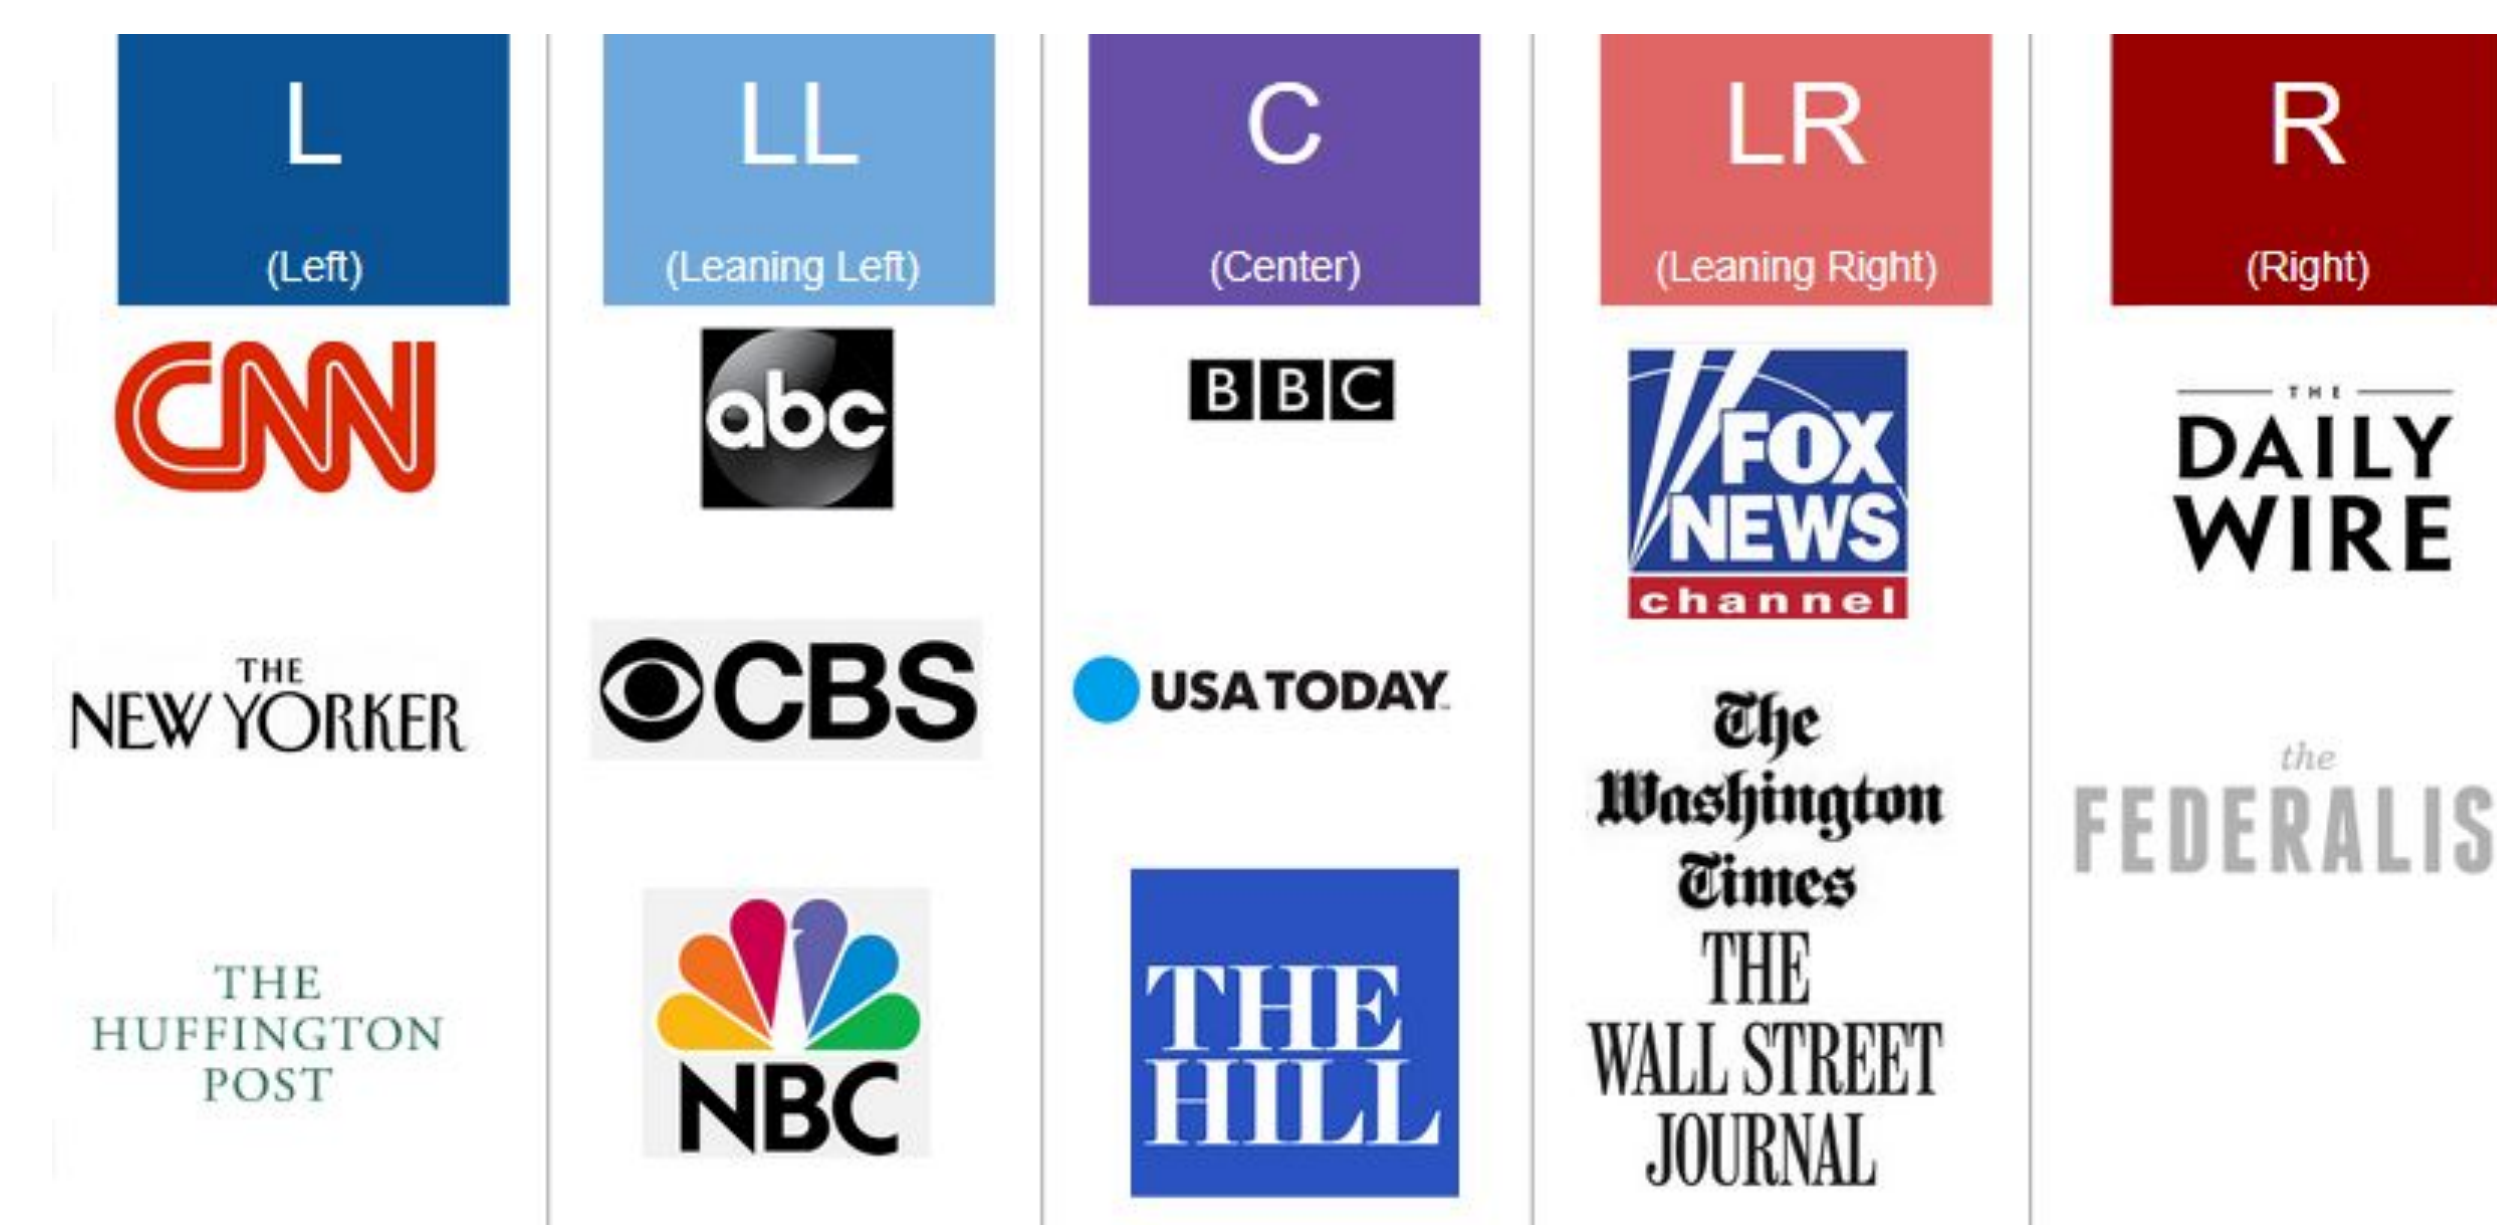 L
(Left)
CNN
THE
NEW YORKER
THE
HUFFINGTON
POST
LL
(Leaning Left)
abc
CBS
NBC
C
(Center)
BBC
USA TODAY
THE
HILL
LR
(Leaning Right)
FOX
NEWS
channel
The
Washington
Times
THE
WALL STREET
JOURNAL
R
(Right)
THE
DAILY
WIRE
the
FEDERALIS